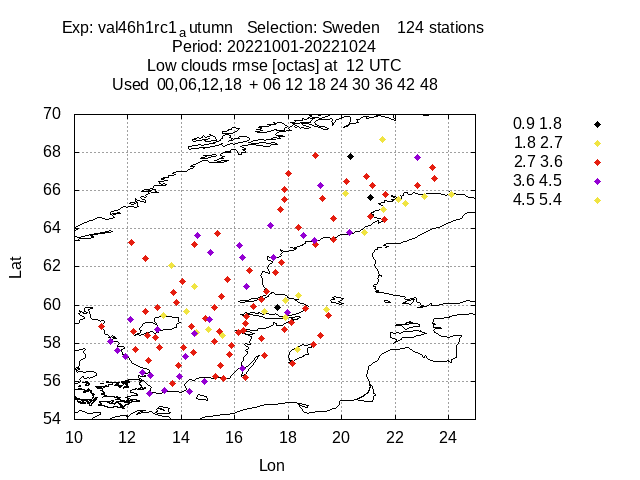 Exp: val46h1rc1_autumn Selection: Sweden 124 stations
Period: 20221001-20221024
Low clouds rmse [octas] at 12 UTC
Used 00,06,12,18 + 06 12 18 24 30 36 42 48
70
68
66
64
62
60
58
56
54
Lat
10 12 14 16 18 20 22 24
Lon
0.9 1.8
1.8 2.7
2.7 3.6
3.6 4.5
4.5 5.4